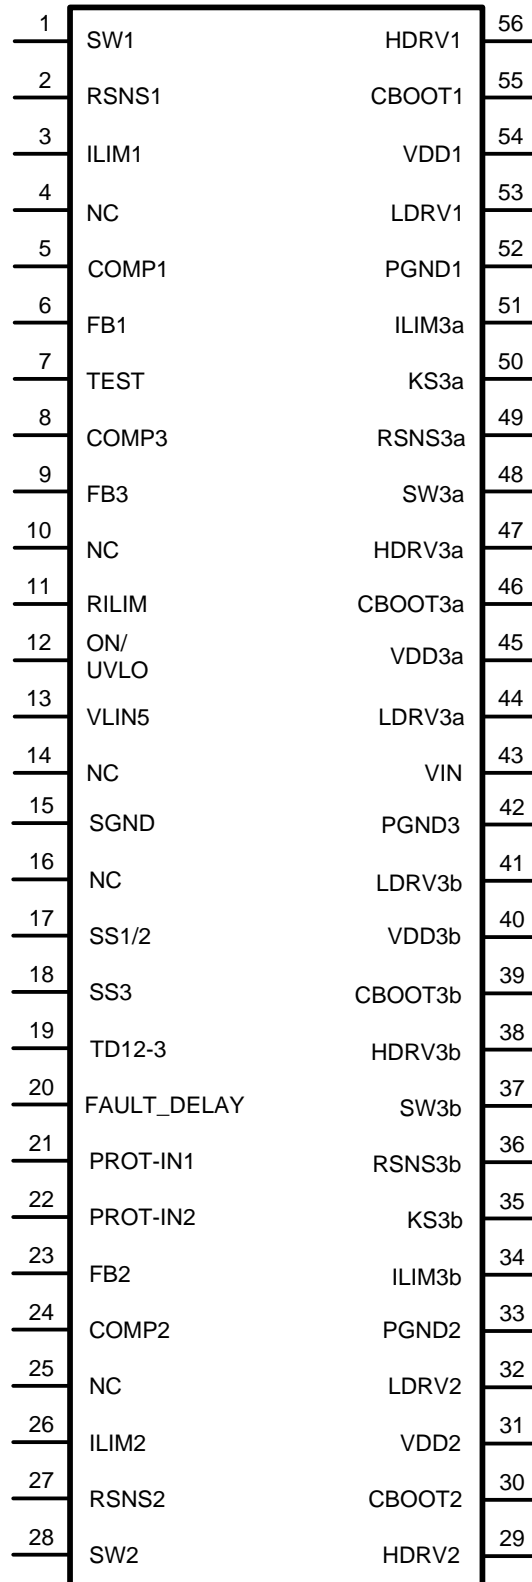 1 SW1 HDRV1 56
2 RSNS1 CBOOT1 55
3 ILIM1 VDD1 54
4 NC LDRV1 53
5 COMP1 PGND1 52
6 FB1 ILIM3a 51
7 TEST KS3a 50
8 COMP3 RSNS3a 49
9 FB3 SW3a 48
10 NC HDRV3a 47
11 RILIM CBOOT3a 46
12 ON/ UVLO VDD3a 45
13 VLIN5 LDRV3a 44
14 NC VIN 43
15 SGND PGND3 42
16 NC LDRV3b 41
17 SS1/2 VDD3b 40
18 SS3 CBOOT3b 39
19 TD12-3 HDRV3b 38
20 FAULT_DELAY SW3b 37
21 PROT-IN1 RSNS3b 36
22 PROT-IN2 KS3b 35
23 FB2 ILIM3b 34
24 COMP2 PGND2 33
25 NC LDRV2 32
26 ILIM2 VDD2 31
27 RSNS2 CBOOT2 30
28 SW2 HDRV2 29